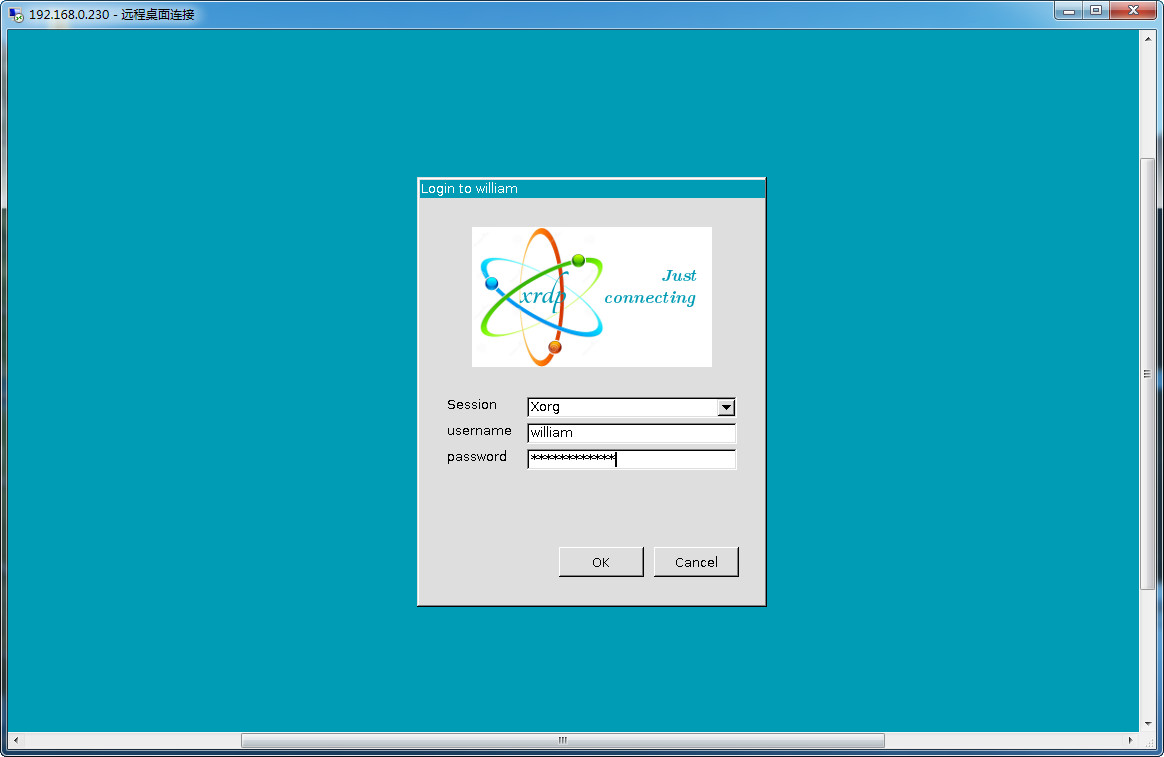 192.168.0.230 - 远程桌面连接
Login to william
xrdp
Just
connecting
Session Xorg
username william
password ************
OK Cancel